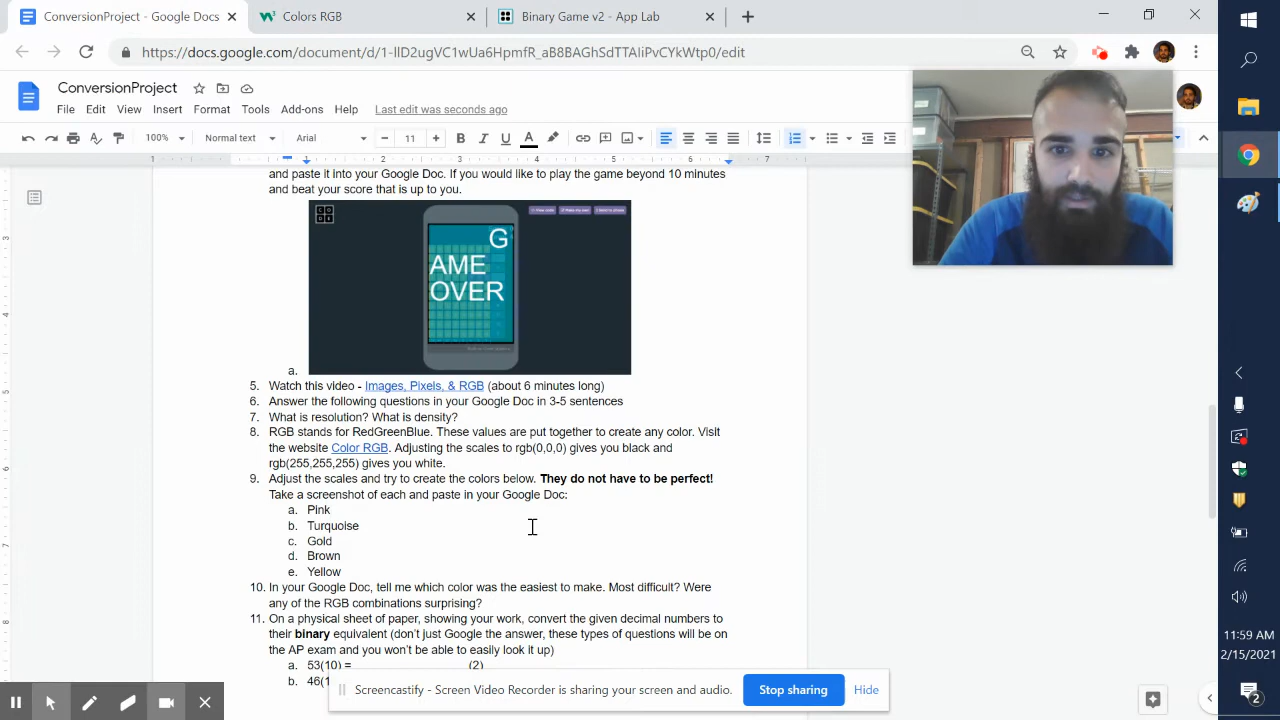 ConversionProject - Google Docs
Colors RGB
Binary Game v2 - App Lab
ConversionProject
File Edit View Insert Format Tools Add-ons Help Last edit was seconds ago
100% Normal text Arial 11
and paste it into your Google Doc. If you would like to play the game beyond 10 minutes
and beat your score that is up to you.
G
AME
OVER
a.
5. Watch this video - Images, Pixels, & RGB (about 6 minutes long)
6. Answer the following questions in your Google Doc in 3-5 sentences
7. What is resolution? What is density?
8. RGB stands for RedGreenBlue. These values are put together to create any color. Visit
the website Color RGB. Adjusting the scales to rgb(0,0,0) gives you black and
rgb(255,255,255) gives you white.
9. Adjust the scales and try to create the colors below. They do not have to be perfect!
Take a screenshot of each and paste in your Google Doc:
a. Pink
b. Turquoise
c. Gold
d. Brown
e. Yellow
10. In your Google Doc, tell me which color was the easiest to make. Most difficult? Were
any of the RGB combinations surprising?
11. On a physical sheet of paper, showing your work, convert the given decimal numbers to
their binary equivalent (don't just Google the answer, these types of questions will be on
the AP exam and you won't be able to easily look it up)
a. 53(10) = (2)
b. 46(1
Screencastify - Screen Video Recorder is sharing your screen and audio. Stop sharing Hide
11:59 AM
2/15/2021
2